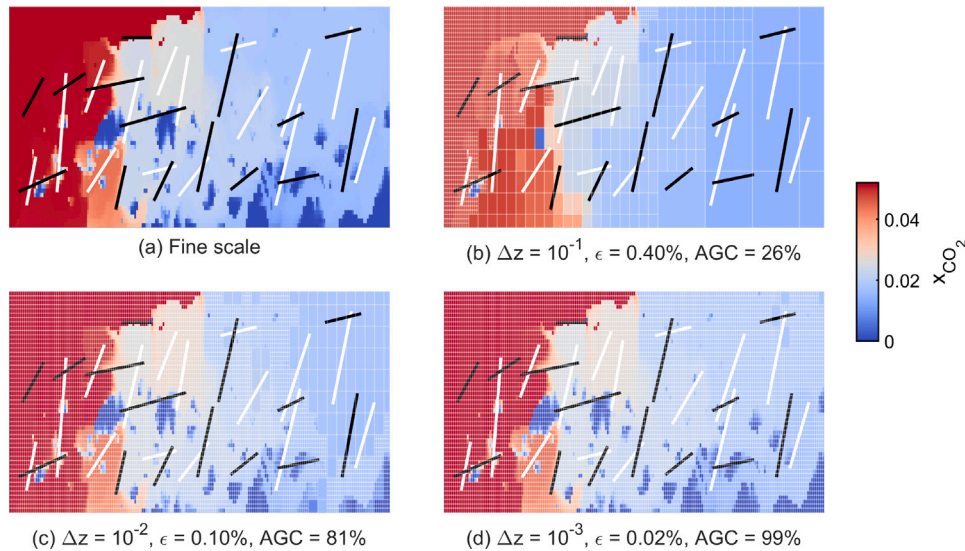 (a) Fine scale
(b) Δz = 10⁻¹, ϵ = 0.40%, AGC = 26%
0.04
0.02
0
x_CO₂
(c) Δz = 10⁻², ϵ = 0.10%, AGC = 81%
(d) Δz = 10⁻³, ϵ = 0.02%, AGC = 99%